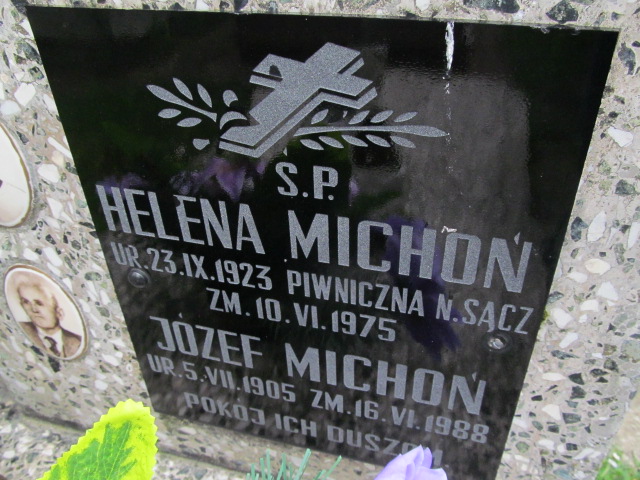 Ś.P.
HELENA MICHOŃ
UR.23.IX.1923 PIWNICZNA N.SĄCZ
ZM.10.VI.1975
JÓZEF MICHOŃ
UR.5.VII.1905 ZM.16.VI.1988
POKÓJ ICH DUSZOM